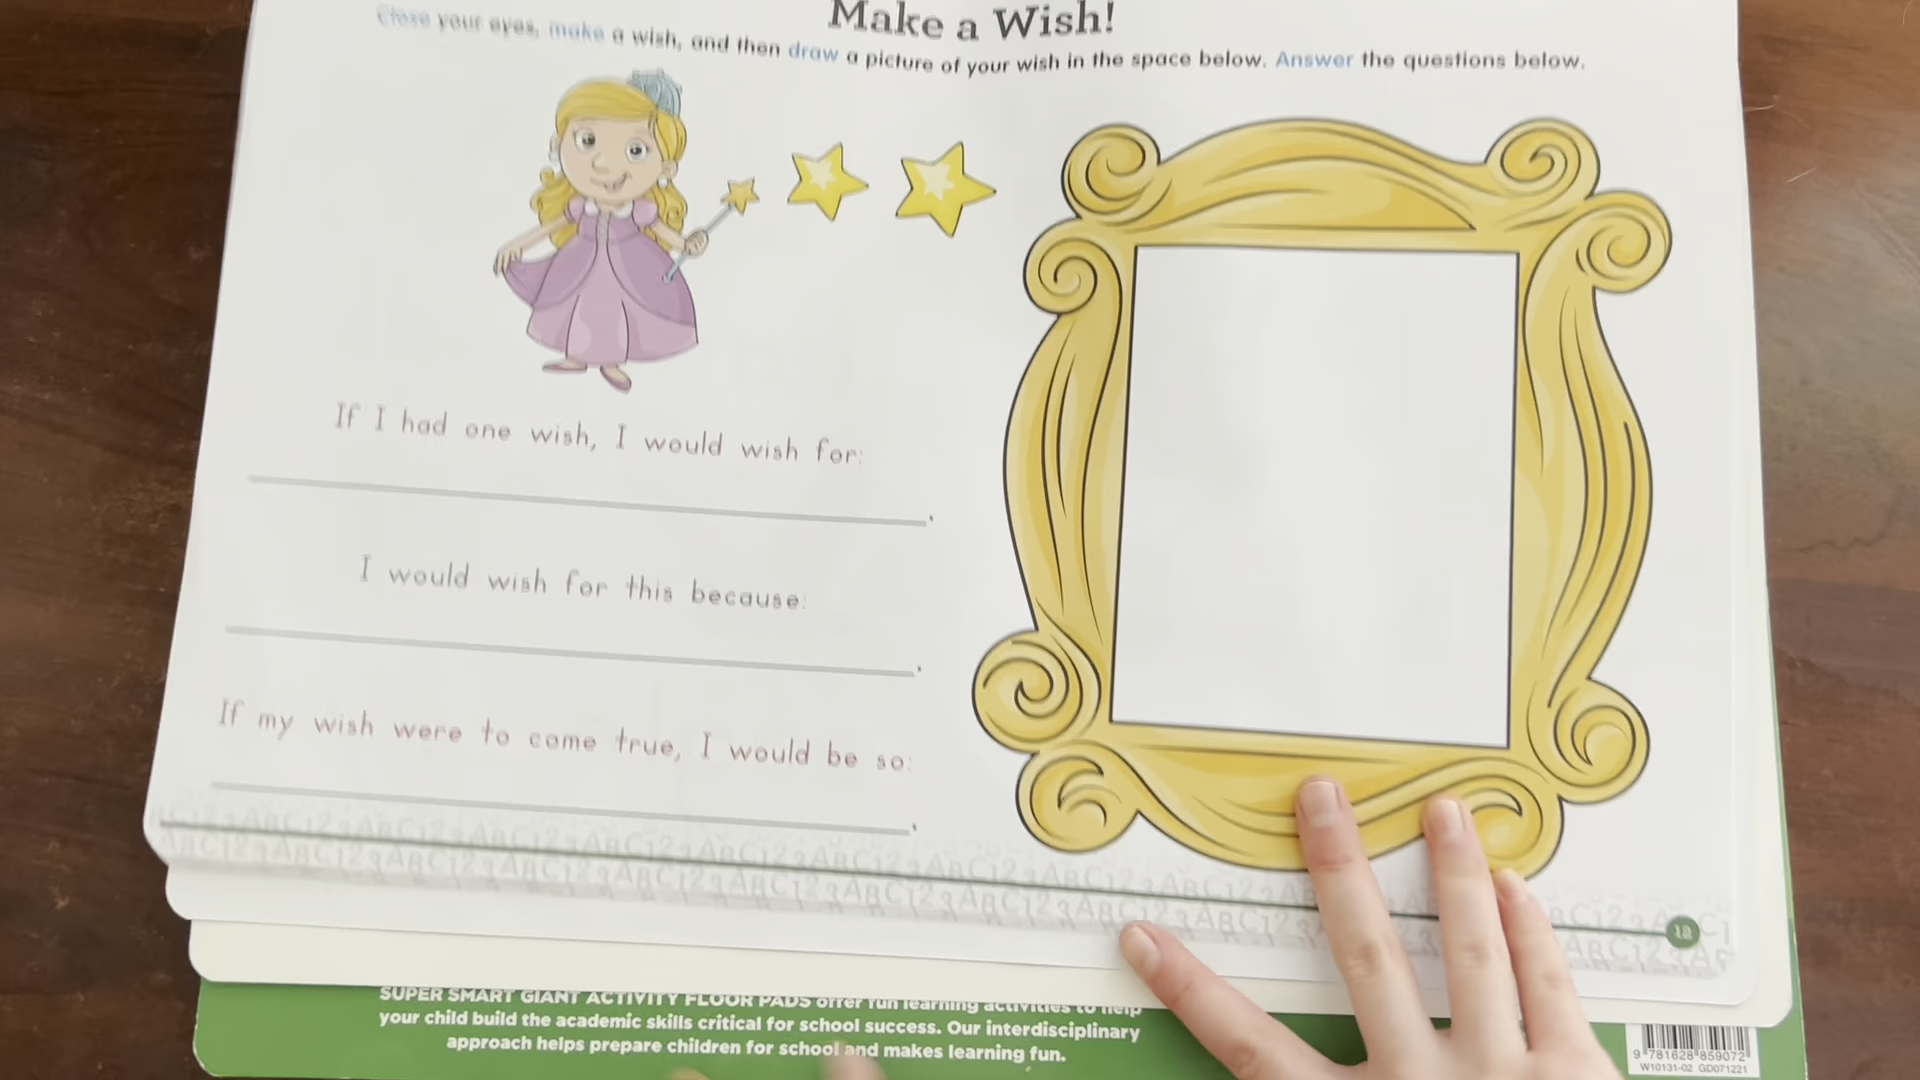 Make a Wish!
Close your eyes, make a wish, and then draw a picture of your wish in the space below. Answer the questions below.
If I had one wish, I would wish for:
.
I would wish for this because:
.
If my wish were to come true, I would be so:
.
12
SUPER SMART GIANT ACTIVITY FLOOR PADS offer fun learning activities to help
your child build the academic skills critical for school success. Our interdisciplinary
approach helps prepare children for school and makes learning fun.
9 781628 859072
W10131-02 GD071221